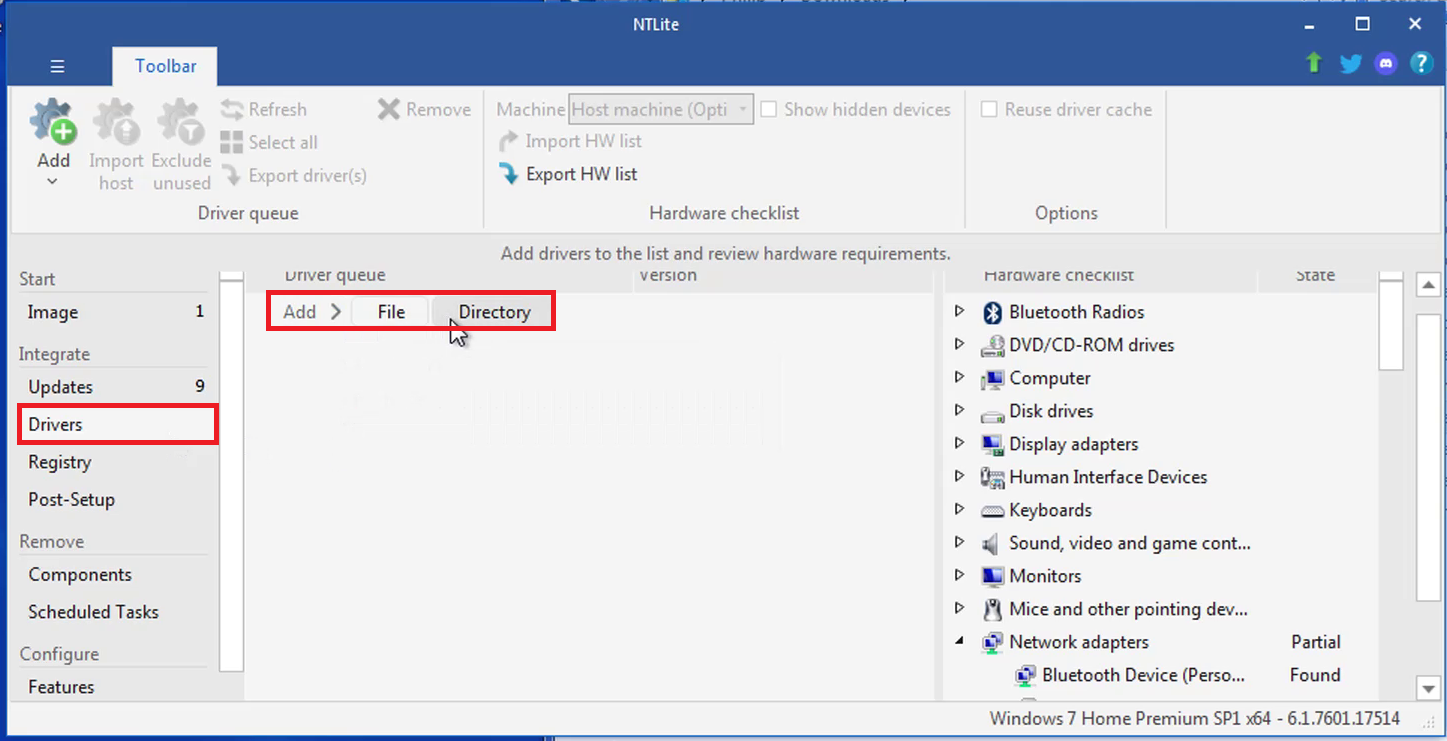 NTLite
Toolbar
Add
Import host
Exclude unused
Refresh
Select all
Export driver(s)
Remove
Driver queue
Machine Host machine (Opti
Show hidden devices
Import HW list
Export HW list
Hardware checklist
Reuse driver cache
Options
Add drivers to the list and review hardware requirements.
Start
Image 1
Integrate
Updates 9
Drivers
Registry
Post-Setup
Remove
Components
Scheduled Tasks
Configure
Features
Driver queue Version
Add File Directory
Hardware checklist State
Bluetooth Radios
DVD/CD-ROM drives
Computer
Disk drives
Display adapters
Human Interface Devices
Keyboards
Sound, video and game cont...
Monitors
Mice and other pointing dev...
Network adapters Partial
Bluetooth Device (Perso... Found
Windows 7 Home Premium SP1 x64 - 6.1.7601.17514